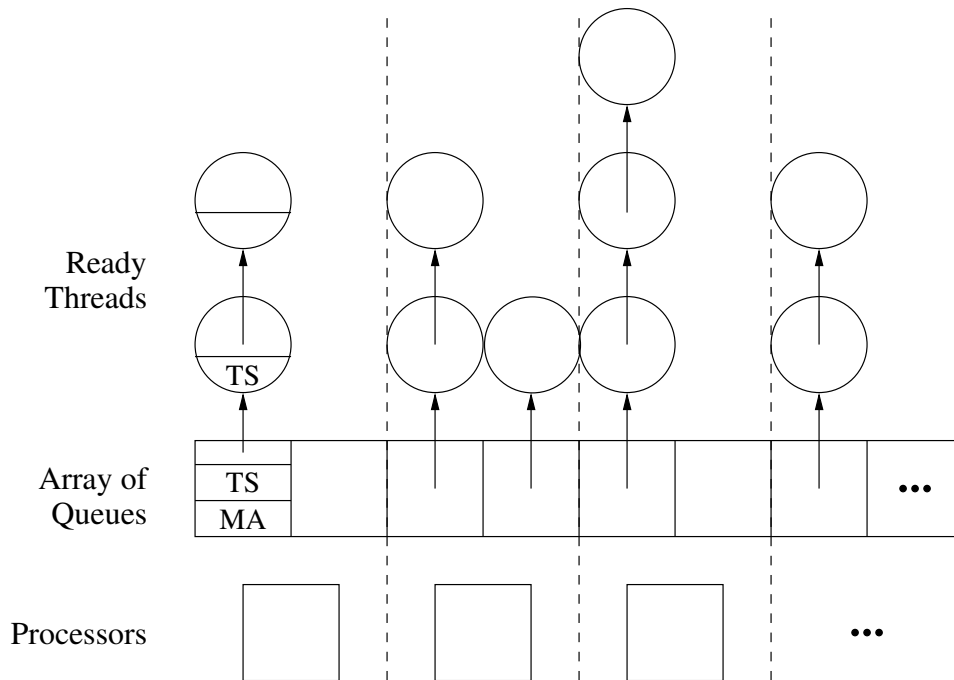 Ready
Threads
TS
Array of
Queues
TS
MA
•••
Processors
•••